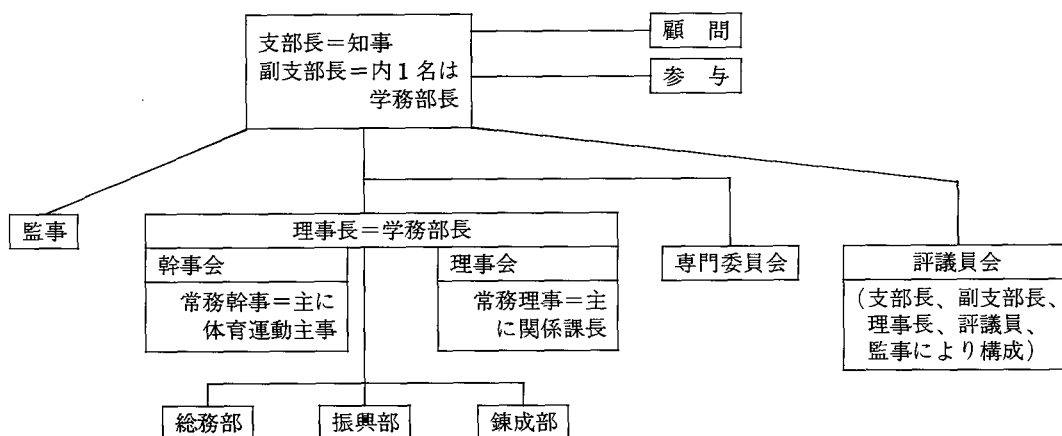 支部長=知事
副支部長=内1名は
学務部長
顧問
参与
監事
理事長=学務部長
幹事会
常務幹事=主に
体育運動主事
理事会
常務理事=主
に関係課長
専門委員会
評議員会
(支部長、副支部長、
理事長、評議員、
監事により構成)
総務部
振興部
錬成部